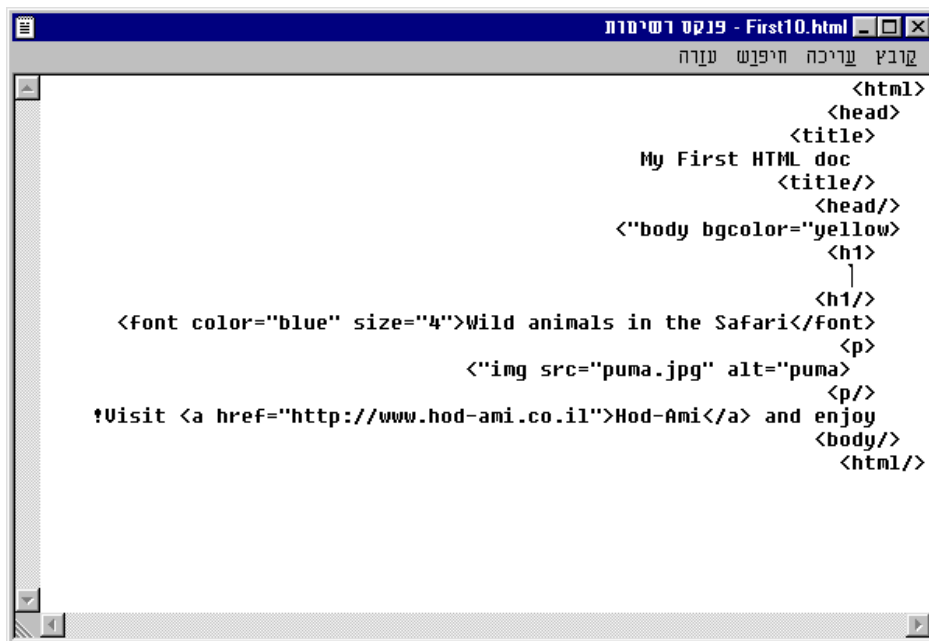 First10.html - פנקס רשימות
קובץ עריכה חיפוש עזרה
<html>
<head>
<title>
My First HTML doc
<title/>
<head/>
<"body bgcolor="yellow>
<h1>
<h1/>
<font color="blue" size="4">Wild animals in the Safari</font>
<p>
<"img src="puma.jpg" alt="puma>
<p/>
!Visit <a href="http://www.hod-ami.co.il">Hod-Ami</a> and enjoy
<body/>
<html/>